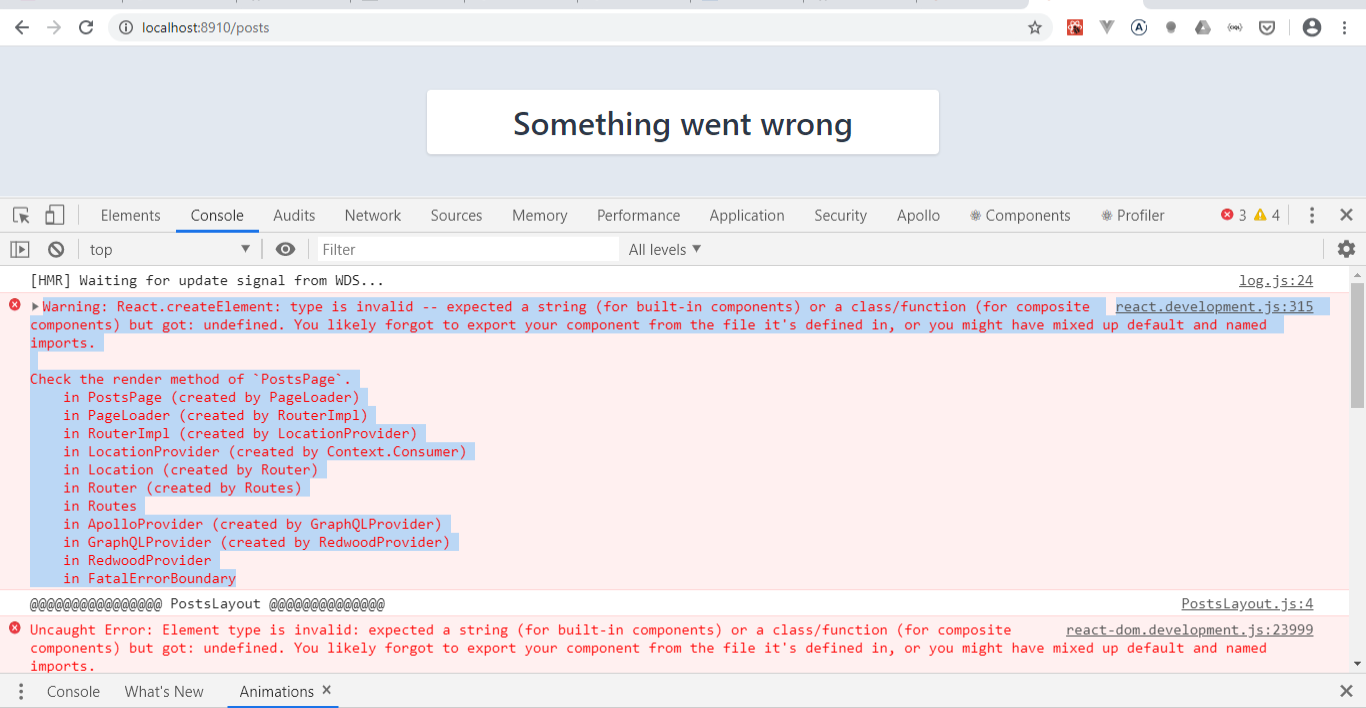 localhost:8910/posts
Something went wrong
Elements Console Audits Network Sources Memory Performance Application Security Apollo Components Profiler 3 4
top Filter All levels
[HMR] Waiting for update signal from WDS... log.js:24
Warning: React.createElement: type is invalid -- expected a string (for built-in components) or a class/function (for composite react.development.js:315
components) but got: undefined. You likely forgot to export your component from the file it's defined in, or you might have mixed up default and named
imports.
Check the render method of `PostsPage`.
in PostsPage (created by PageLoader)
in PageLoader (created by RouterImpl)
in RouterImpl (created by LocationProvider)
in LocationProvider (created by Context.Consumer)
in Location (created by Router)
in Router (created by Routes)
in Routes
in ApolloProvider (created by GraphQLProvider)
in GraphQLProvider (created by RedwoodProvider)
in RedwoodProvider
in FatalErrorBoundary
@@@@@@@@@@@@@@@@ PostsLayout @@@@@@@@@@@@@@ PostsLayout.js:4
Uncaught Error: Element type is invalid: expected a string (for built-in components) or a class/function (for composite react-dom.development.js:23999
components) but got: undefined. You likely forgot to export your component from the file it's defined in, or you might have mixed up default and named
imports.
Console What's New Animations